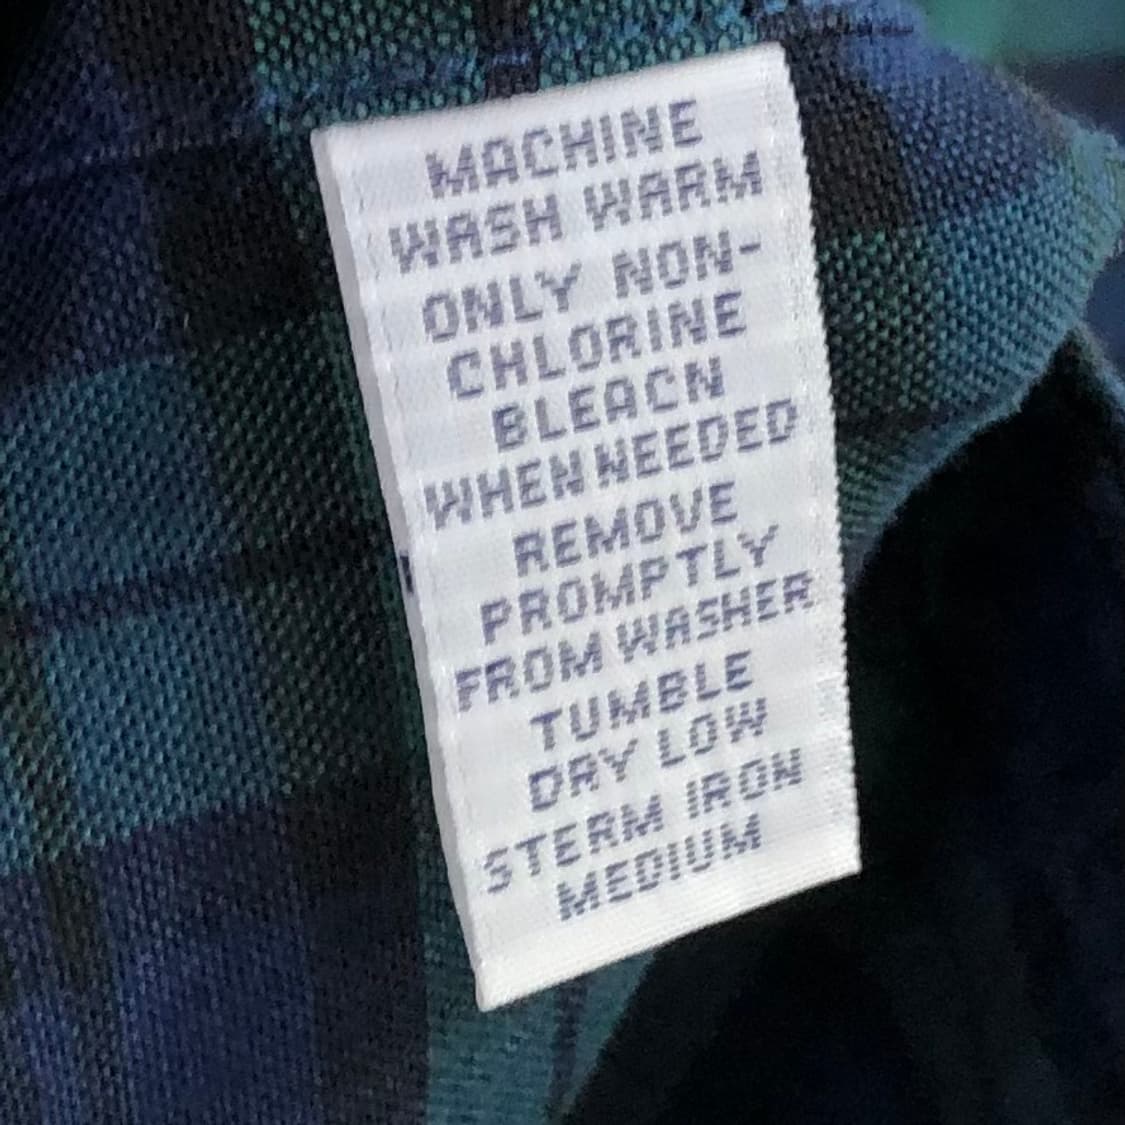 MACHINE
WASH WARM
ONLY NON-
CHLORINE
BLEACN
WHEN NEEDED
REMOVE
PROMPTLY
FROM WASHER
TUMBLE
DRY LOW
STERM IRON
MEDIUM